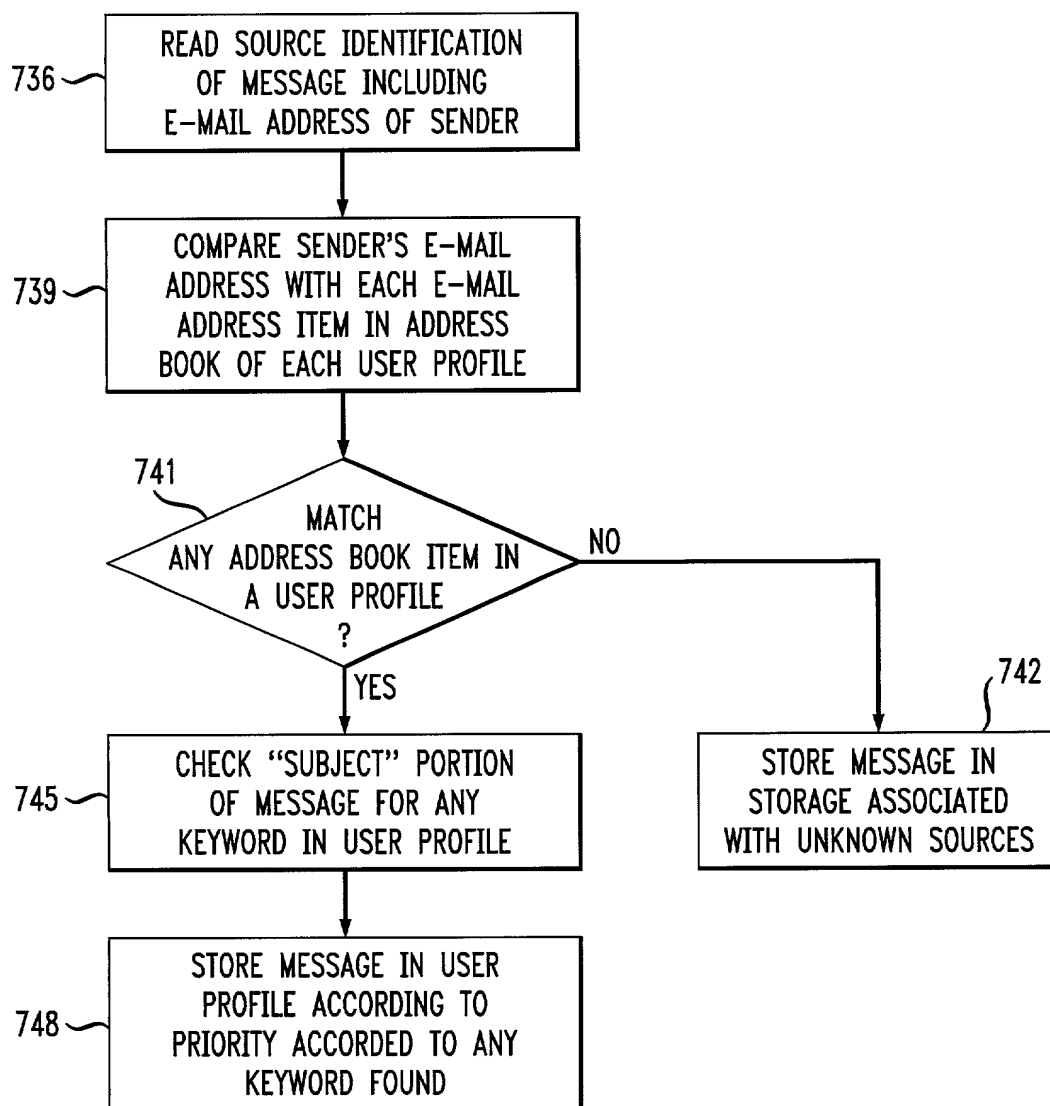 READ SOURCE IDENTIFICATION
OF MESSAGE INCLUDING
E-MAIL ADDRESS OF SENDER
736
COMPARE SENDER'S E-MAIL
ADDRESS WITH EACH E-MAIL
ADDRESS ITEM IN ADDRESS
BOOK OF EACH USER PROFILE
739
741
MATCH
ANY ADDRESS BOOK ITEM IN
A USER PROFILE
?
NO
YES
742
STORE MESSAGE IN
STORAGE ASSOCIATED
WITH UNKNOWN SOURCES
CHECK “SUBJECT” PORTION
OF MESSAGE FOR ANY
KEYWORD IN USER PROFILE
745
STORE MESSAGE IN USER
PROFILE ACCORDING TO
PRIORITY ACCORDED TO ANY
KEYWORD FOUND
748